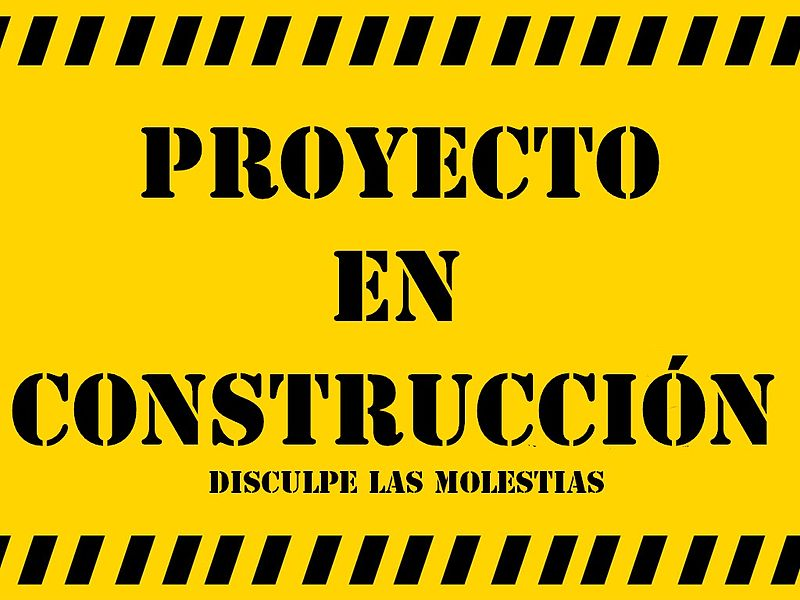 PROYECTO
EN
CONSTRUCCIÓN
DISCULPE LAS MOLESTIAS